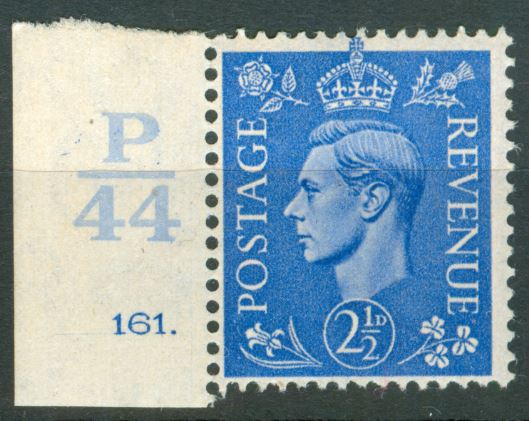 P
44
161.
POSTAGE
REVENUE
2½D